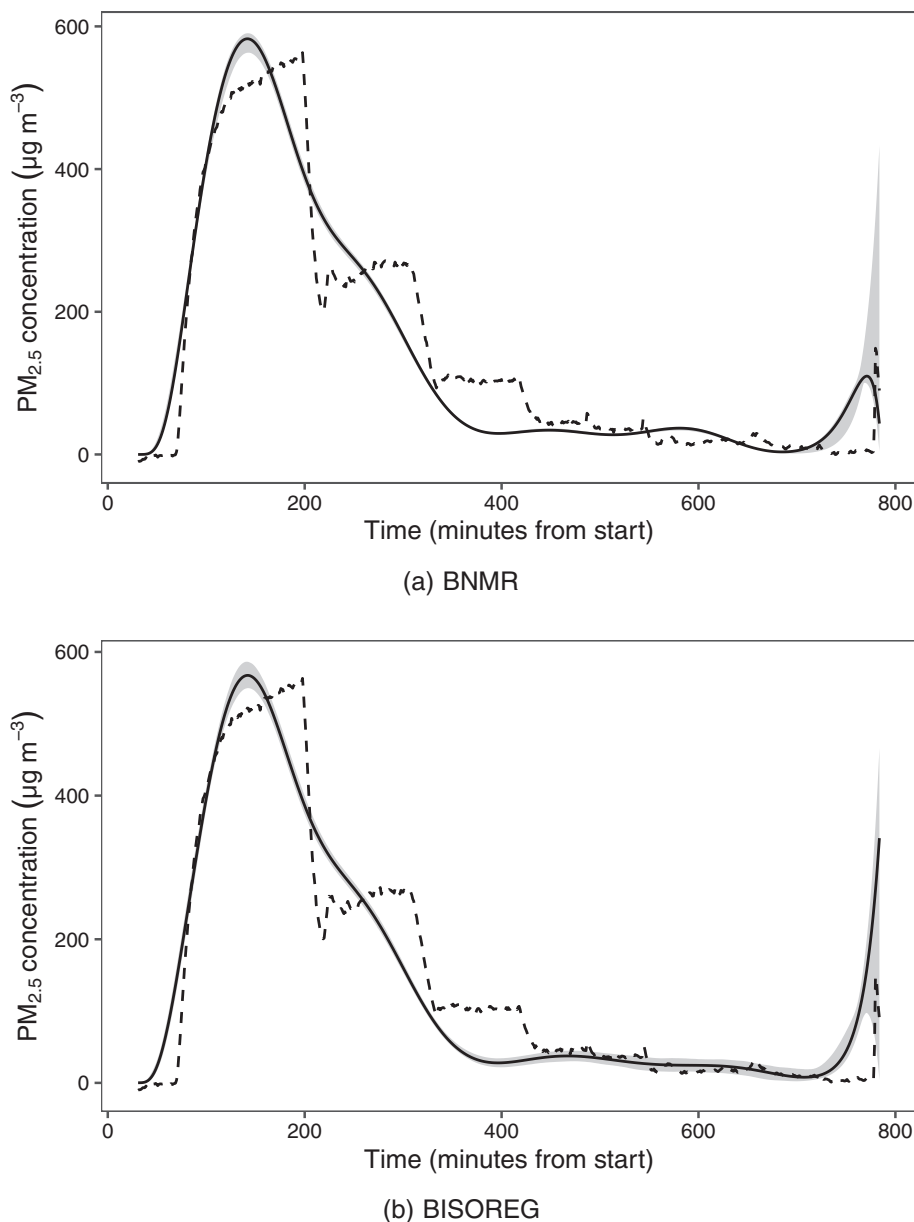 600
400
200
0
PM2.5 concentration (µg m−3)
0 200 400 600 800
Time (minutes from start)
(a) BNMR
600
400
200
0
PM2.5 concentration (µg m−3)
0 200 400 600 800
Time (minutes from start)
(b) BISOREG